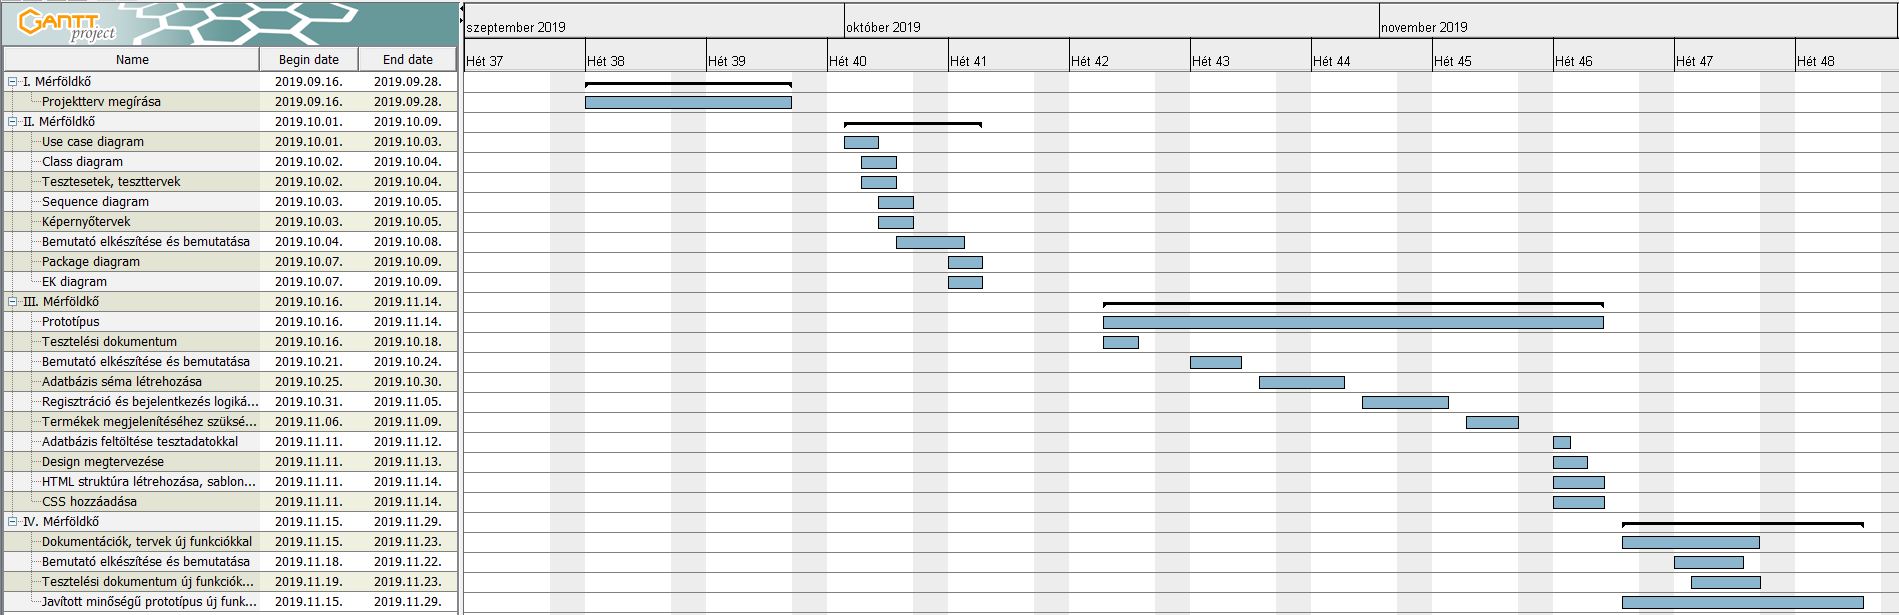 GANTT
project
szeptember 2019 október 2019 november 2019
Name Begin date End date
Hét 37 Hét 38 Hét 39 Hét 40 Hét 41 Hét 42 Hét 43 Hét 44 Hét 45 Hét 46 Hét 47 Hét 48
I. Mérföldkő 2019.09.16. 2019.09.28.
Projektterv megírása 2019.09.16. 2019.09.28.
II. Mérföldkő 2019.10.01. 2019.10.09.
Use case diagram 2019.10.01. 2019.10.03.
Class diagram 2019.10.02. 2019.10.04.
Tesztesetek, teszttervek 2019.10.02. 2019.10.04.
Sequence diagram 2019.10.03. 2019.10.05.
Képernyőtervek 2019.10.03. 2019.10.05.
Bemutató elkészítése és bemutatása 2019.10.04. 2019.10.08.
Package diagram 2019.10.07. 2019.10.09.
EK diagram 2019.10.07. 2019.10.09.
III. Mérföldkő 2019.10.16. 2019.11.14.
Prototípus 2019.10.16. 2019.11.14.
Tesztelési dokumentum 2019.10.16. 2019.10.18.
Bemutató elkészítése és bemutatása 2019.10.21. 2019.10.24.
Adatbázis séma létrehozása 2019.10.25. 2019.10.30.
Regisztráció és bejelentkezés logiká... 2019.10.31. 2019.11.05.
Termékek megjelenítéséhez szüksé... 2019.11.06. 2019.11.09.
Adatbázis feltöltése tesztadatokkal 2019.11.11. 2019.11.12.
Design megtervezése 2019.11.11. 2019.11.13.
HTML struktúra létrehozása, sablon... 2019.11.11. 2019.11.14.
CSS hozzáadása 2019.11.11. 2019.11.14.
IV. Mérföldkő 2019.11.15. 2019.11.29.
Dokumentációk, tervek új funkciókkal 2019.11.15. 2019.11.23.
Bemutató elkészítése és bemutatása 2019.11.18. 2019.11.22.
Tesztelési dokumentum új funkciók... 2019.11.19. 2019.11.23.
Javított minőségű prototípus új funk... 2019.11.15. 2019.11.29.